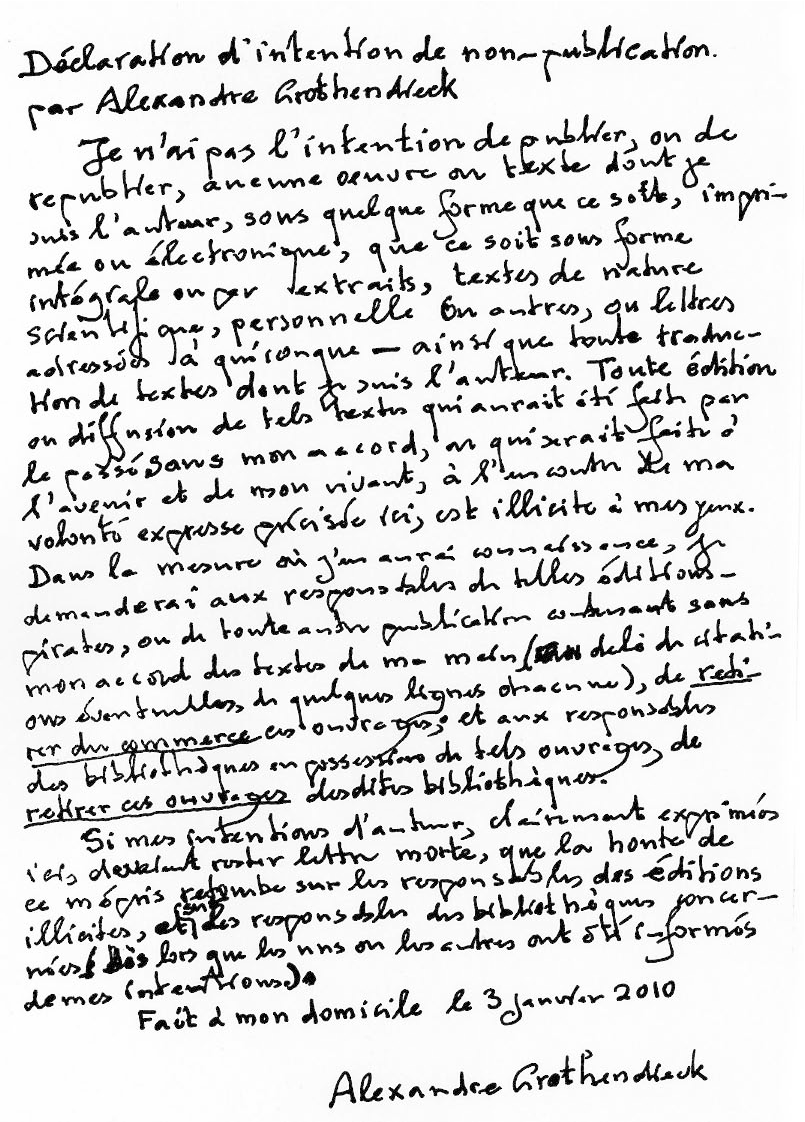 Déclaration d'intention de non-publication.
par Alexandre Grothendieck
Je n'ai pas l'intention de publier, ou de
republier, aucune oeuvre ou texte dont je
suis l'auteur, sous quelque forme que ce soit, impri-
mée ou électronique, que ce soit sous forme
intégrale ou par extraits, textes de nature
scientifique, personnelle ou autres, ou lettres
adressées à quiconque — ainsi que toute traduc-
tion de textes dont je suis l'auteur. Toute édition
ou diffusion de tels textes qui aurait été faite par
le passé sans mon accord, ou qui serait faite à
l'avenir et de mon vivant, à l'encontre de ma
volonté expresse précisée ici, est illicite à mes yeux.
Dans la mesure où j'en aurai connaissance, je
demanderai aux responsables de telles éditions-
pirates, ou de toute autre publication contenant sans
mon accord des textes de ma main (au delà de citati-
ons éventuelles de quelques lignes chacune), de reti-
rer du commerce ces ouvrages; et aux responsables
des bibliothèques en possession de tels ouvrages, de
retirer ces ouvrages desdites bibliothèques.
Si mes intentions d'auteur, clairement exprimées
ici, devaient rester lettre morte, que la honte de
ce mépris retombe sur les responsables des éditions
illicites, et sur les responsables des bibliothèques concer-
nées (dès lors que les uns ou les autres ont été informés
de mes intentions).
Fait à mon domicile le 3 janvier 2010
Alexandre Grothendieck